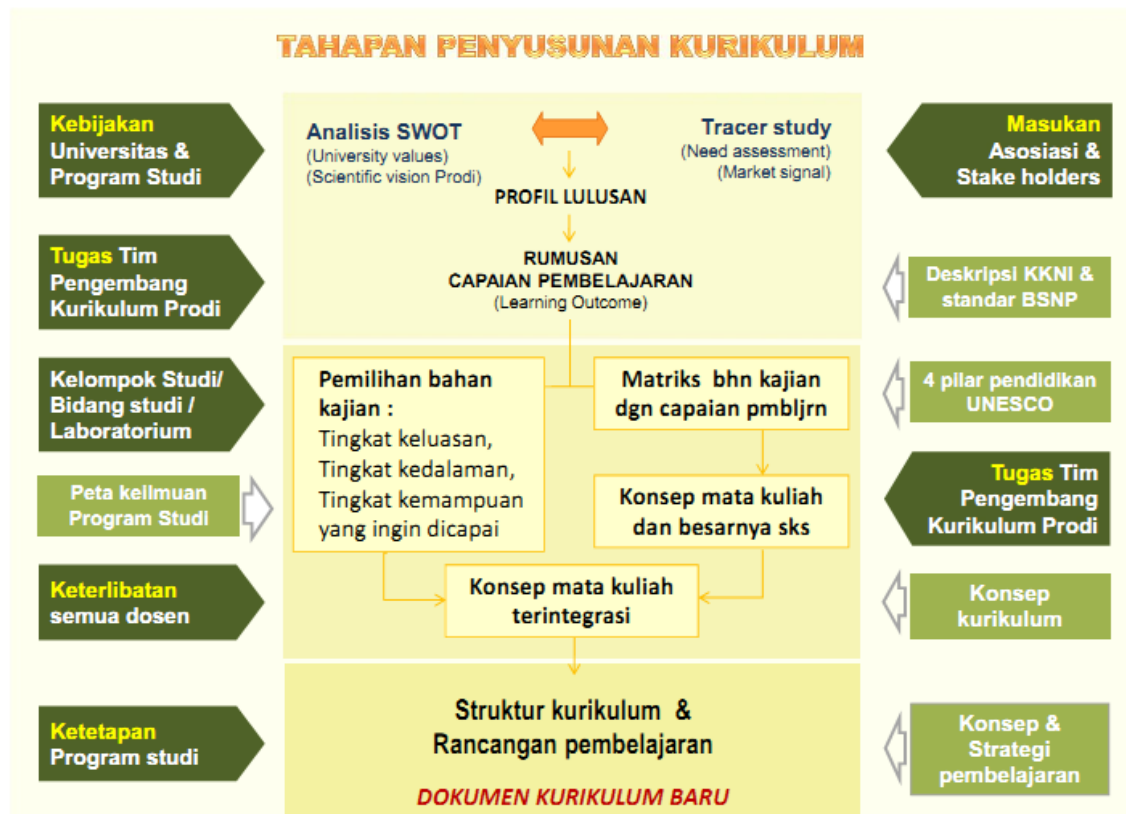 TAHAPAN PENYUSUNAN KURIKULUM
Kebijakan
Universitas &
Program Studi
Analisis SWOT
(University values)
(Scientific vision Prodi)
Tracer study
(Need assessment)
(Market signal)
Masukan
Asosiasi &
Stake holders
PROFIL LULUSAN
Tugas Tim
Pengembang
Kurikulum Prodi
RUMUSAN
CAPAIAN PEMBELAJARAN
(Learning Outcome)
Deskripsi KKNI &
standar BSNP
Kelompok Studi/
Bidang studi /
Laboratorium
Pemilihan bahan
kajian :
Tingkat keluasan,
Tingkat kedalaman,
Tingkat kemampuan
yang ingin dicapai
Matriks bhn kajian
dgn capaian pmbljrn
4 pilar pendidikan
UNESCO
Peta keilmuan
Program Studi
Konsep mata kuliah
dan besarnya sks
Tugas Tim
Pengembang
Kurikulum Prodi
Keterlibatan
semua dosen
Konsep mata kuliah
terintegrasi
Konsep
kurikulum
Ketetapan
Program studi
Struktur kurikulum &
Rancangan pembelajaran
DOKUMEN KURIKULUM BARU
Konsep &
Strategi
pembelajaran